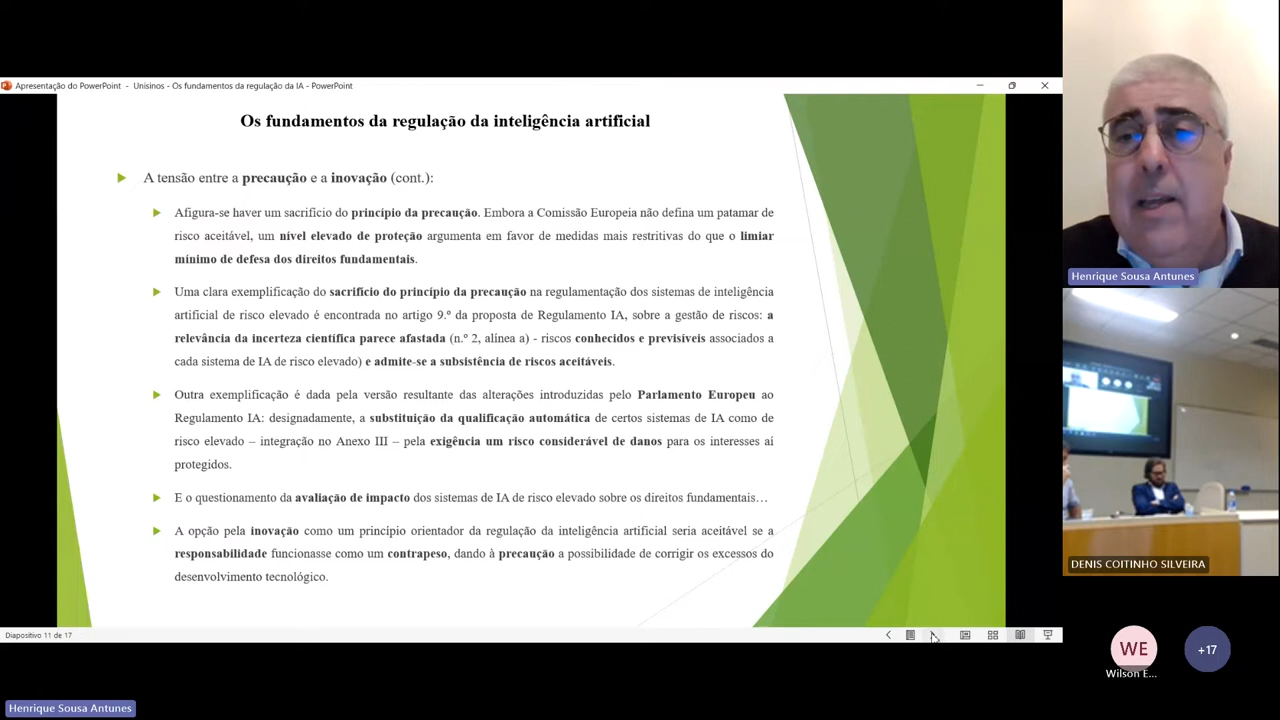 Apresentação do PowerPoint - Unisinos - Os fundamentos da regulação da IA - PowerPoint
Os fundamentos da regulação da inteligência artificial
A tensão entre a precaução e a inovação (cont.):
Afigura-se haver um sacrifício do princípio da precaução. Embora a Comissão Europeia não defina um patamar de
risco aceitável, um nível elevado de proteção argumenta em favor de medidas mais restritivas do que o limiar
mínimo de defesa dos direitos fundamentais.
Uma clara exemplificação do sacrifício do princípio da precaução na regulamentação dos sistemas de inteligência
artificial de risco elevado é encontrada no artigo 9.º da proposta de Regulamento IA, sobre a gestão de riscos: a
relevância da incerteza científica parece afastada (n.º 2, alínea a) - riscos conhecidos e previsíveis associados a
cada sistema de IA de risco elevado) e admite-se a subsistência de riscos aceitáveis.
Outra exemplificação é dada pela versão resultante das alterações introduzidas pelo Parlamento Europeu ao
Regulamento IA: designadamente, a substituição da qualificação automática de certos sistemas de IA como de
risco elevado – integração no Anexo III – pela exigência um risco considerável de danos para os interesses aí
protegidos.
E o questionamento da avaliação de impacto dos sistemas de IA de risco elevado sobre os direitos fundamentais…
A opção pela inovação como um princípio orientador da regulação da inteligência artificial seria aceitável se a
responsabilidade funcionasse como um contrapeso, dando à precaução a possibilidade de corrigir os excessos do
desenvolvimento tecnológico.
Diapositivo 11 de 17
Henrique Sousa Antunes
Henrique Sousa Antunes
DENIS COITINHO SILVEIRA
WE
Wilson E...
+17